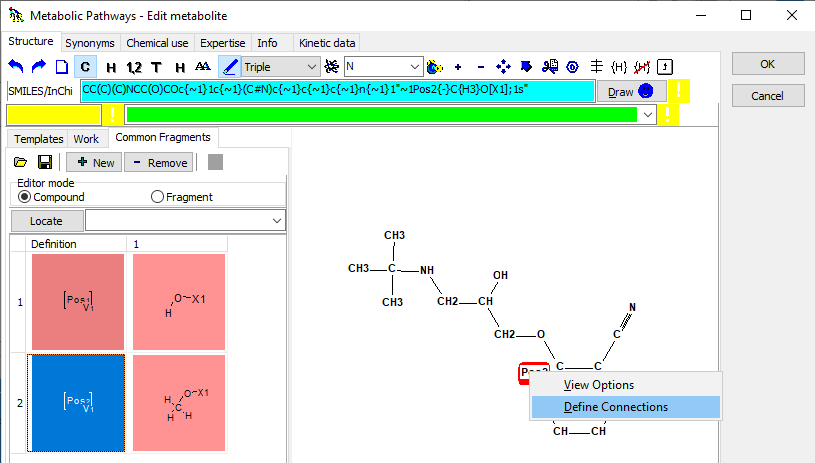 Metabolic Pathways - Edit metabolite
Structure Synonyms Chemical use Expertise Info Kinetic data
C H 1,2 T H AA Triple N {H} {H}
SMILES/InChi CC(C)(C)NCC(O)COc{~1}1c{~1}(C#N)c{~1}c{~1}c{~1}n{~1}1"~1Pos2{-}C{H3}O[X1];1s" Draw !
! !
Templates Work Common Fragments
+ New - Remove
Editor mode
Compound Fragment
Locate
Definition 1
1 [Pos1] V1 O X1 H
2 [Pos2] V1 H O X1 C H H
CH3
CH3 C NH OH
CH3 CH2 CH
CH2 O N
C
Pos2 C C
View Options
Define Connections
CH CH
OK
Cancel